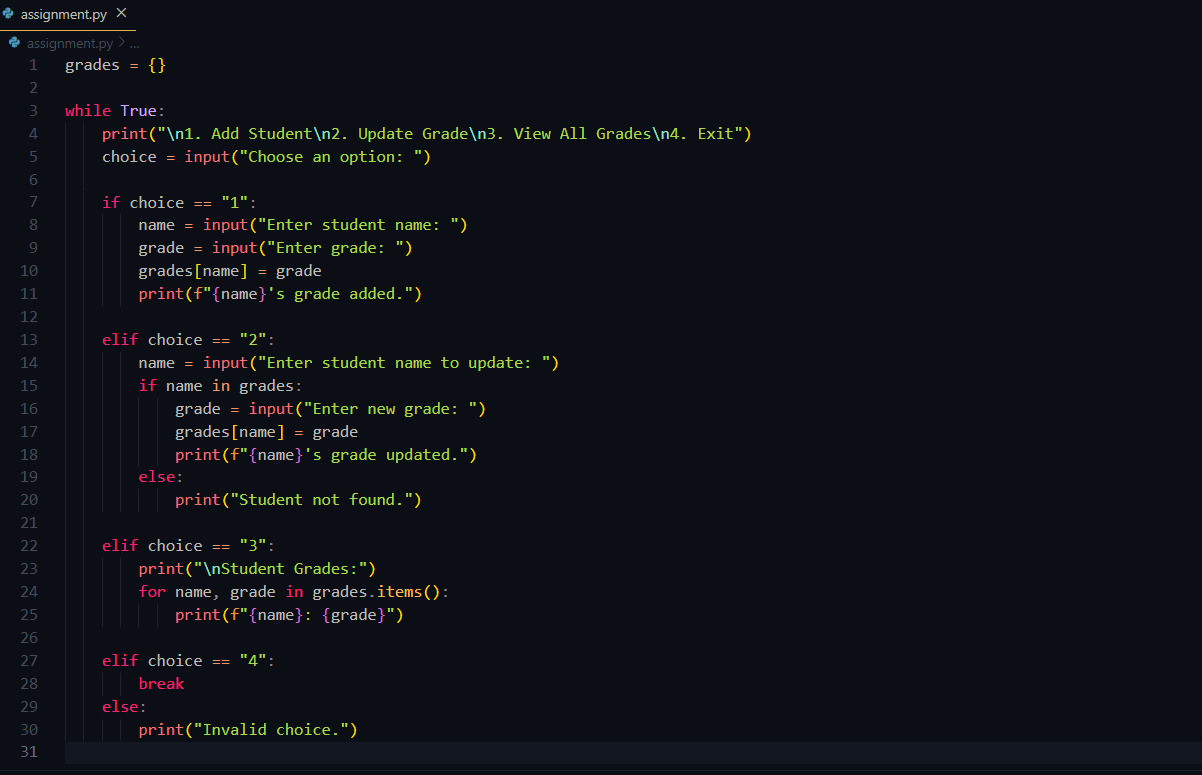 assignment.py ×
assignment.py > ...
1 grades = {}
2
3 while True:
4     print("\n1. Add Student\n2. Update Grade\n3. View All Grades\n4. Exit")
5     choice = input("Choose an option: ")
6
7     if choice == "1":
8         name = input("Enter student name: ")
9         grade = input("Enter grade: ")
10         grades[name] = grade
11         print(f"{name}'s grade added.")
12
13     elif choice == "2":
14         name = input("Enter student name to update: ")
15         if name in grades:
16             grade = input("Enter new grade: ")
17             grades[name] = grade
18             print(f"{name}'s grade updated.")
19         else:
20             print("Student not found.")
21
22     elif choice == "3":
23         print("\nStudent Grades:")
24         for name, grade in grades.items():
25             print(f"{name}: {grade}")
26
27     elif choice == "4":
28         break
29     else:
30         print("Invalid choice.")
31